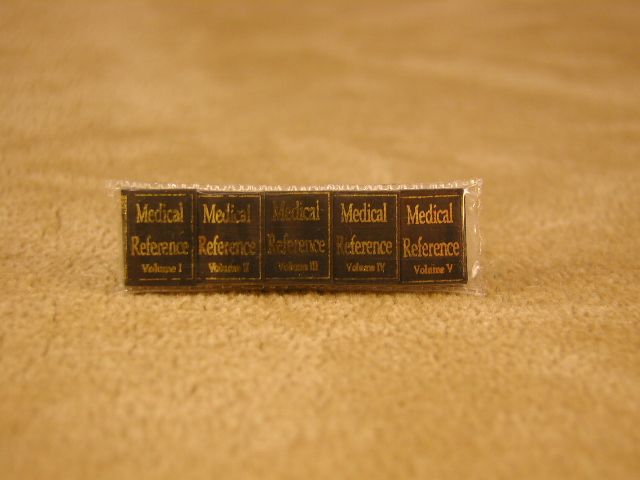 Medical
Reference
Volume I
Medical
Reference
Volume II
Medical
Reference
Volume III
Medical
Reference
Volume IV
Medical
Reference
Volume V